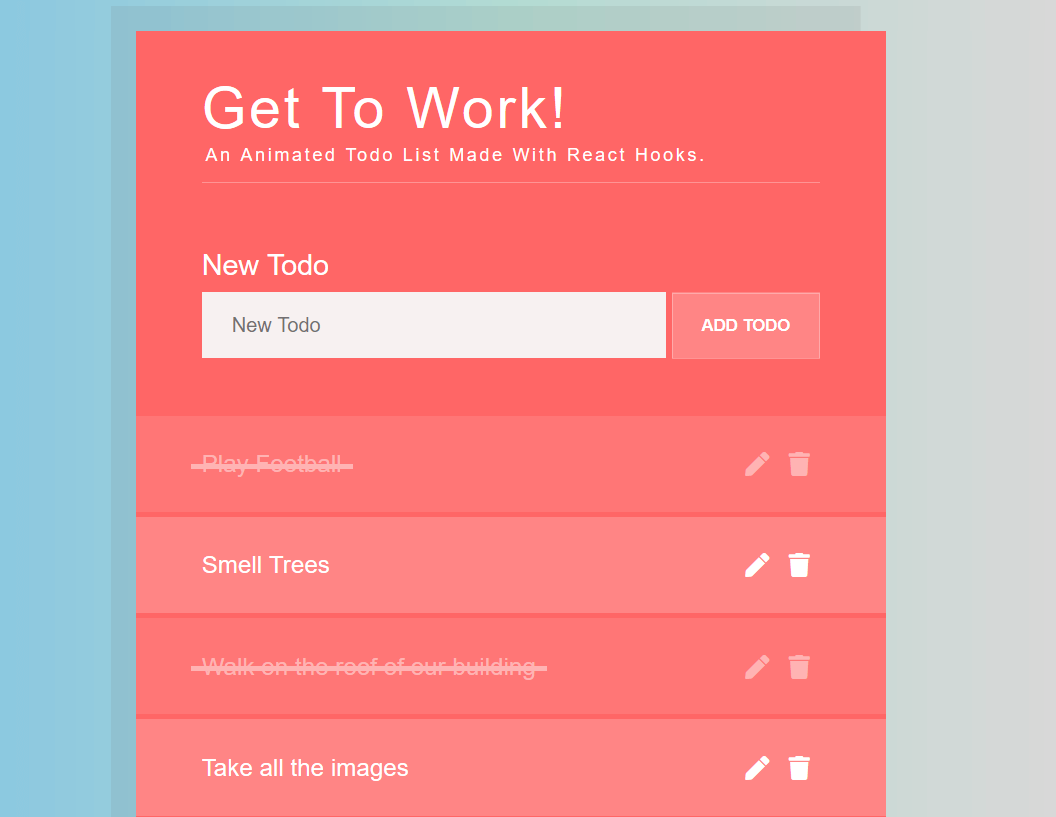 Get To Work!
An Animated Todo List Made With React Hooks.
New Todo
New Todo
ADD TODO
Play Football
Smell Trees
Walk on the roof of our building
Take all the images